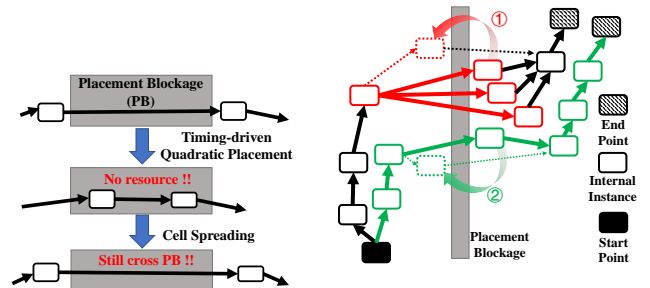 Placement Blockage
(PB)
Timing-driven
Quadratic Placement
No resource !!
Cell Spreading
Still cross PB !!
①
②
Placement
Blockage
End
Point
Internal
Instance
Start
Point